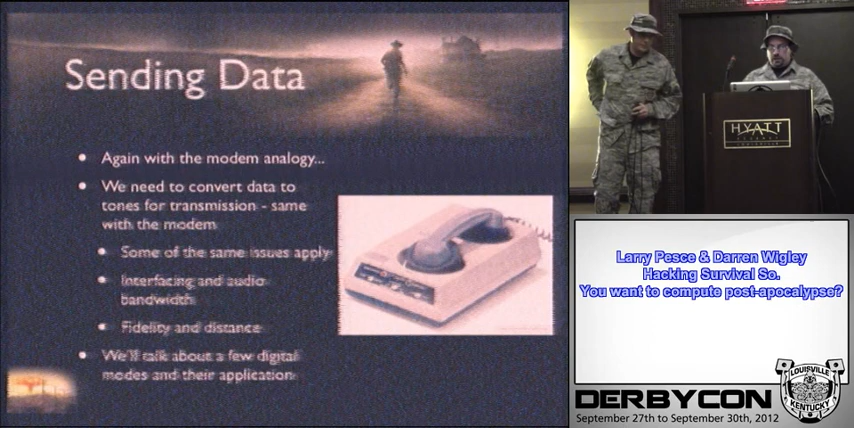 Sending Data
• Again with the modem analogy...
• We need to convert data to
tones for transmission - same
with the modem
• Some of the same issues apply
• Interfacing and audio
bandwidth
• Fidelity and distance
• We'll talk about a few digital
modes and their application
HYATT
Larry Pesce & Darren Wigley
Hacking Survival So.
You want to compute post-apocalypse?
DERBYCON
September 27th to September 30th, 2012
LOUISVILLE
KENTUCKY